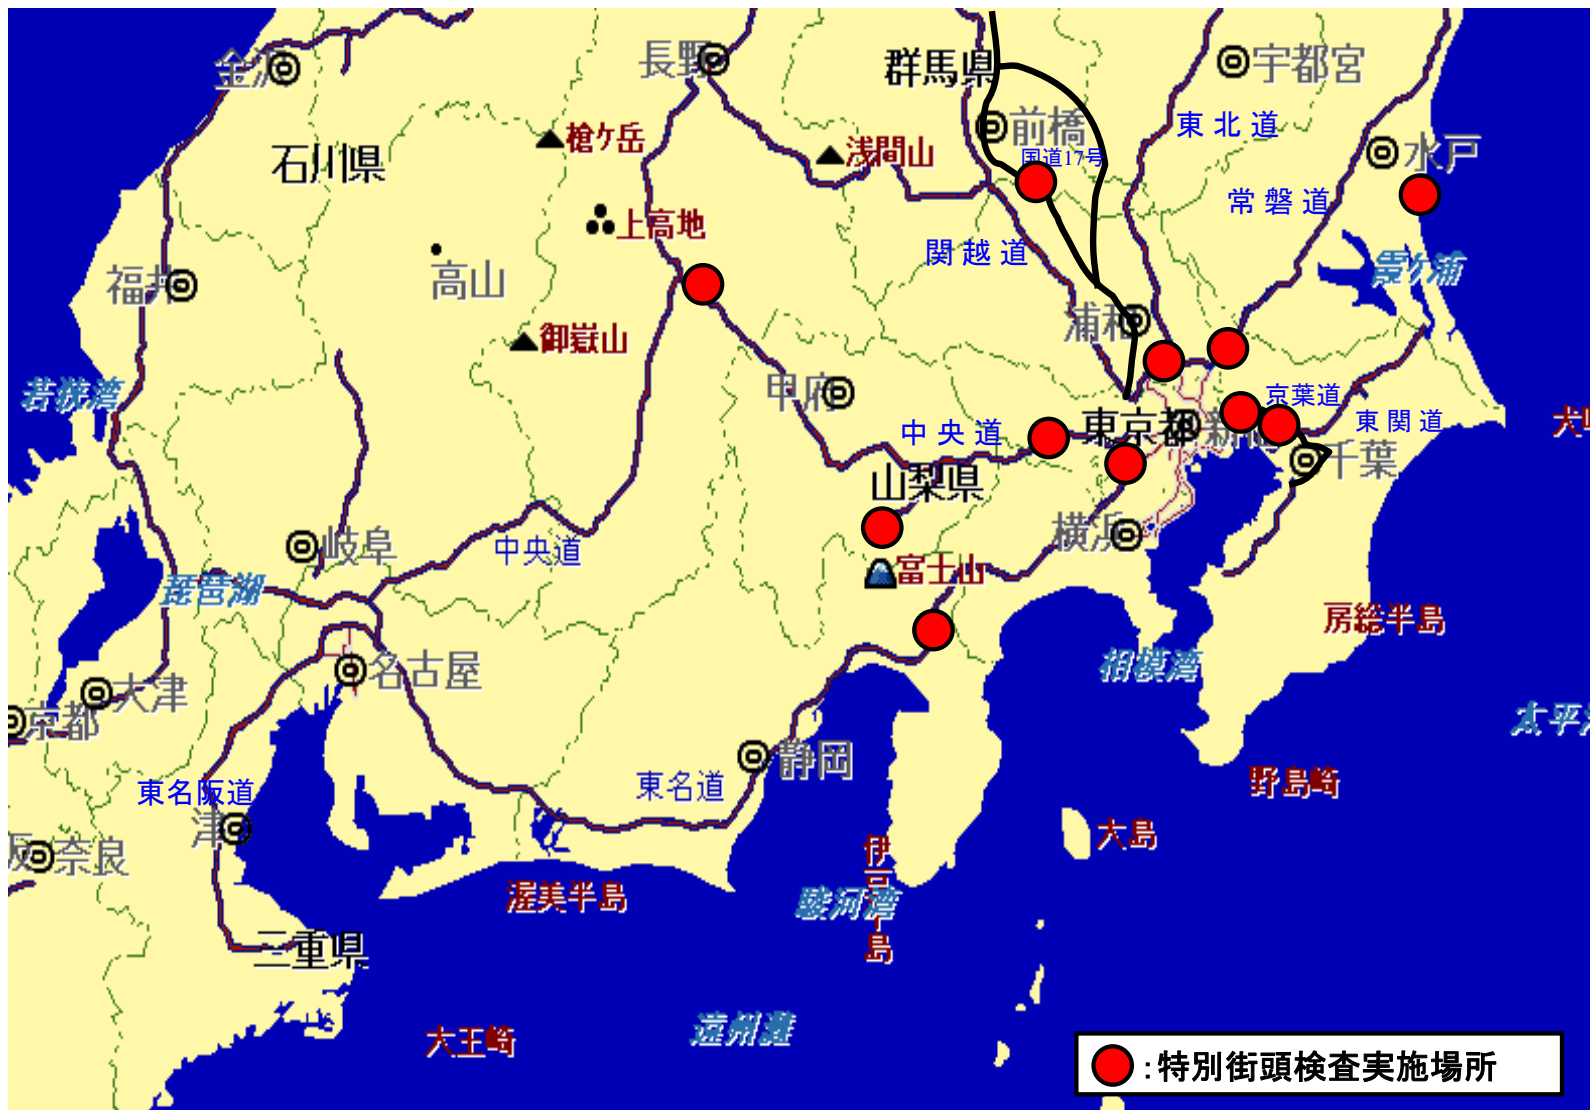 金沢
長野
群馬県
宇都宮
前橋
東北道
槍ケ岳
浅間山
国道17号
水戸
石川県
常磐道
上高地
関越道
高山
霞ケ浦
福井
浦和
御嶽山
若狭湾
甲府
京葉道
東関道
中央道
東京都
新宿
千葉
山梨県
岐阜
中央道
横浜
富士山
琵琶湖
房総半島
名古屋
相模湾
大津
京都
太平
静岡
野島崎
東名阪道
東名道
津
大島
奈良
伊豆半島
渥美半島
駿河湾
三重県
大王崎
遠州灘
:特別街頭検査実施場所